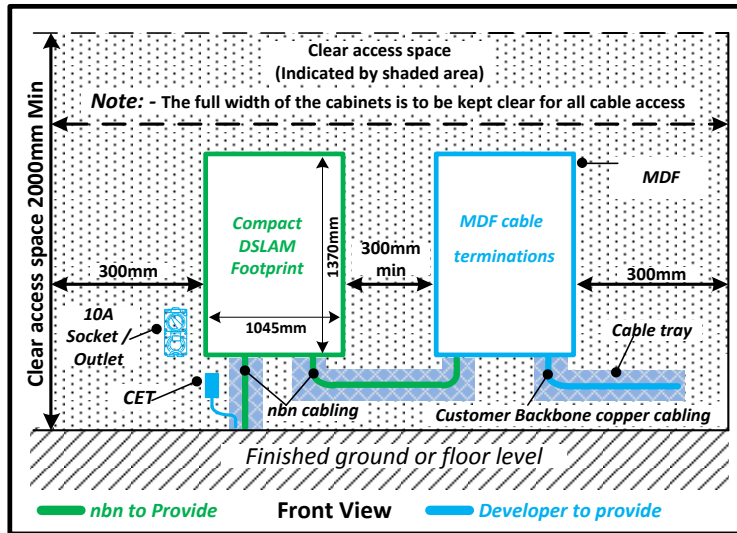 Clear access space
(Indicated by shaded area)
Note: - The full width of the cabinets is to be kept clear for all cable access
Clear access space 2000mm Min
MDF
Compact
DSLAM
Footprint
1370mm
MDF cable
terminations
300mm
300mm
min
300mm
10A
Socket /
Outlet
1045mm
Cable tray
CET
nbn cabling
Customer Backbone copper cabling
Finished ground or floor level
nbn to Provide
Front View
Developer to provide